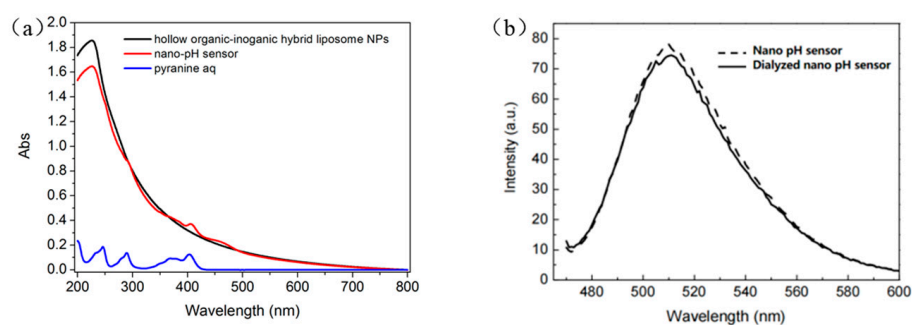 (a)
2.0
1.8
1.6
1.4
1.2
1.0
0.8
0.6
0.4
0.2
0.0
Abs
hollow organic-inoganic hybrid liposome NPs
nano-pH sensor
pyranine aq
200 300 400 500 600 700 800
Wavelength (nm)
(b)
80
70
60
50
40
30
20
10
0
Intensity (a.u.)
Nano pH sensor
Dialyzed nano pH sensor
480 500 520 540 560 580 600
Wavelength (nm)